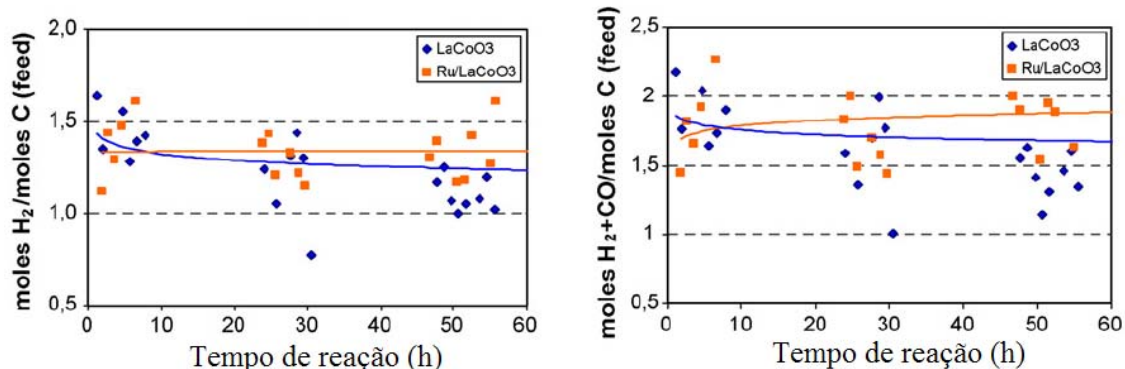 moles H₂/moles C (feed)
2,0
1,5
1,0
0,5
0
10
20
30
40
50
60
LaCoO3
Ru/LaCoO3
Tempo de reação (h)
moles H₂+CO/moles C (feed)
2,5
2
1,5
1
0,5
0
10
20
30
40
50
60
LaCoO3
Ru/LaCoO3
Tempo de reação (h)